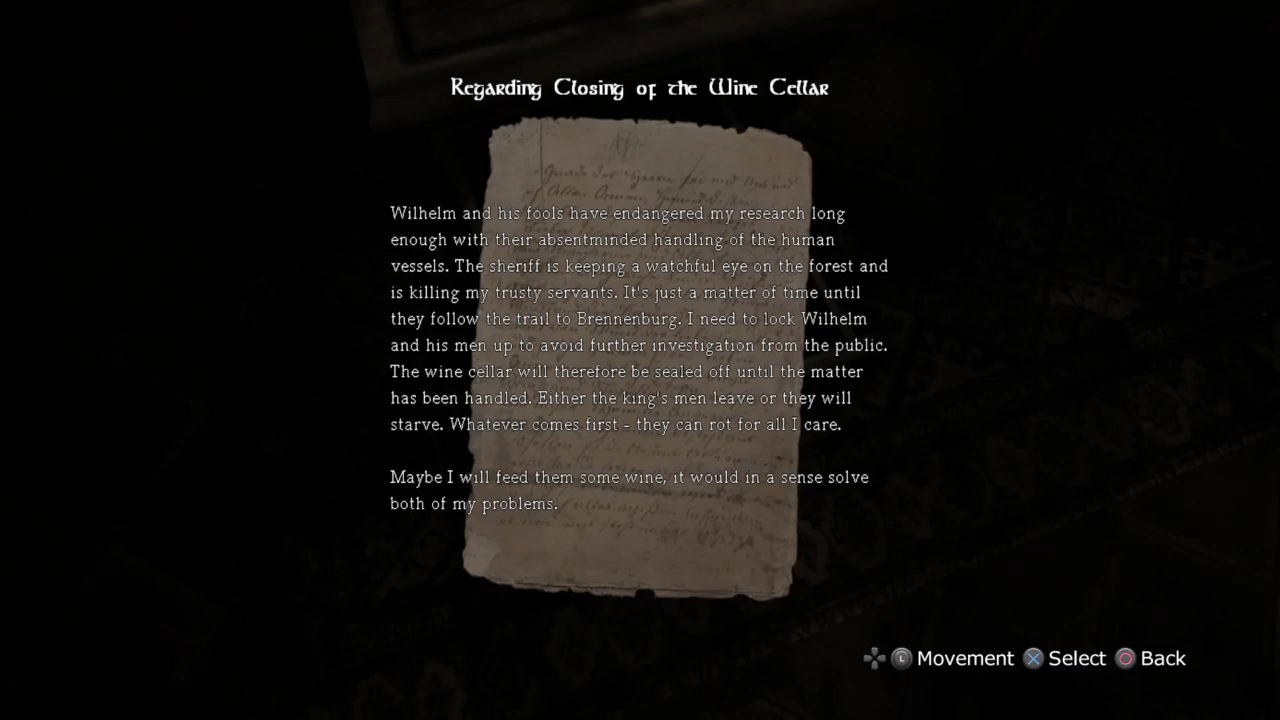 Regarding Closing of the Wine Cellar
Wilhelm and his fools have endangered my research long
enough with their absentminded handling of the human
vessels. The sheriff is keeping a watchful eye on the forest and
is killing my trusty servants. It's just a matter of time until
they follow the trail to Brennenburg. I need to lock Wilhelm
and his men up to avoid further investigation from the public.
The wine cellar will therefore be sealed off until the matter
has been handled. Either the king's men leave or they will
starve. Whatever comes first - they can rot for all I care.
Maybe I will feed them some wine, it would in a sense solve
both of my problems.
L Movement Select Back